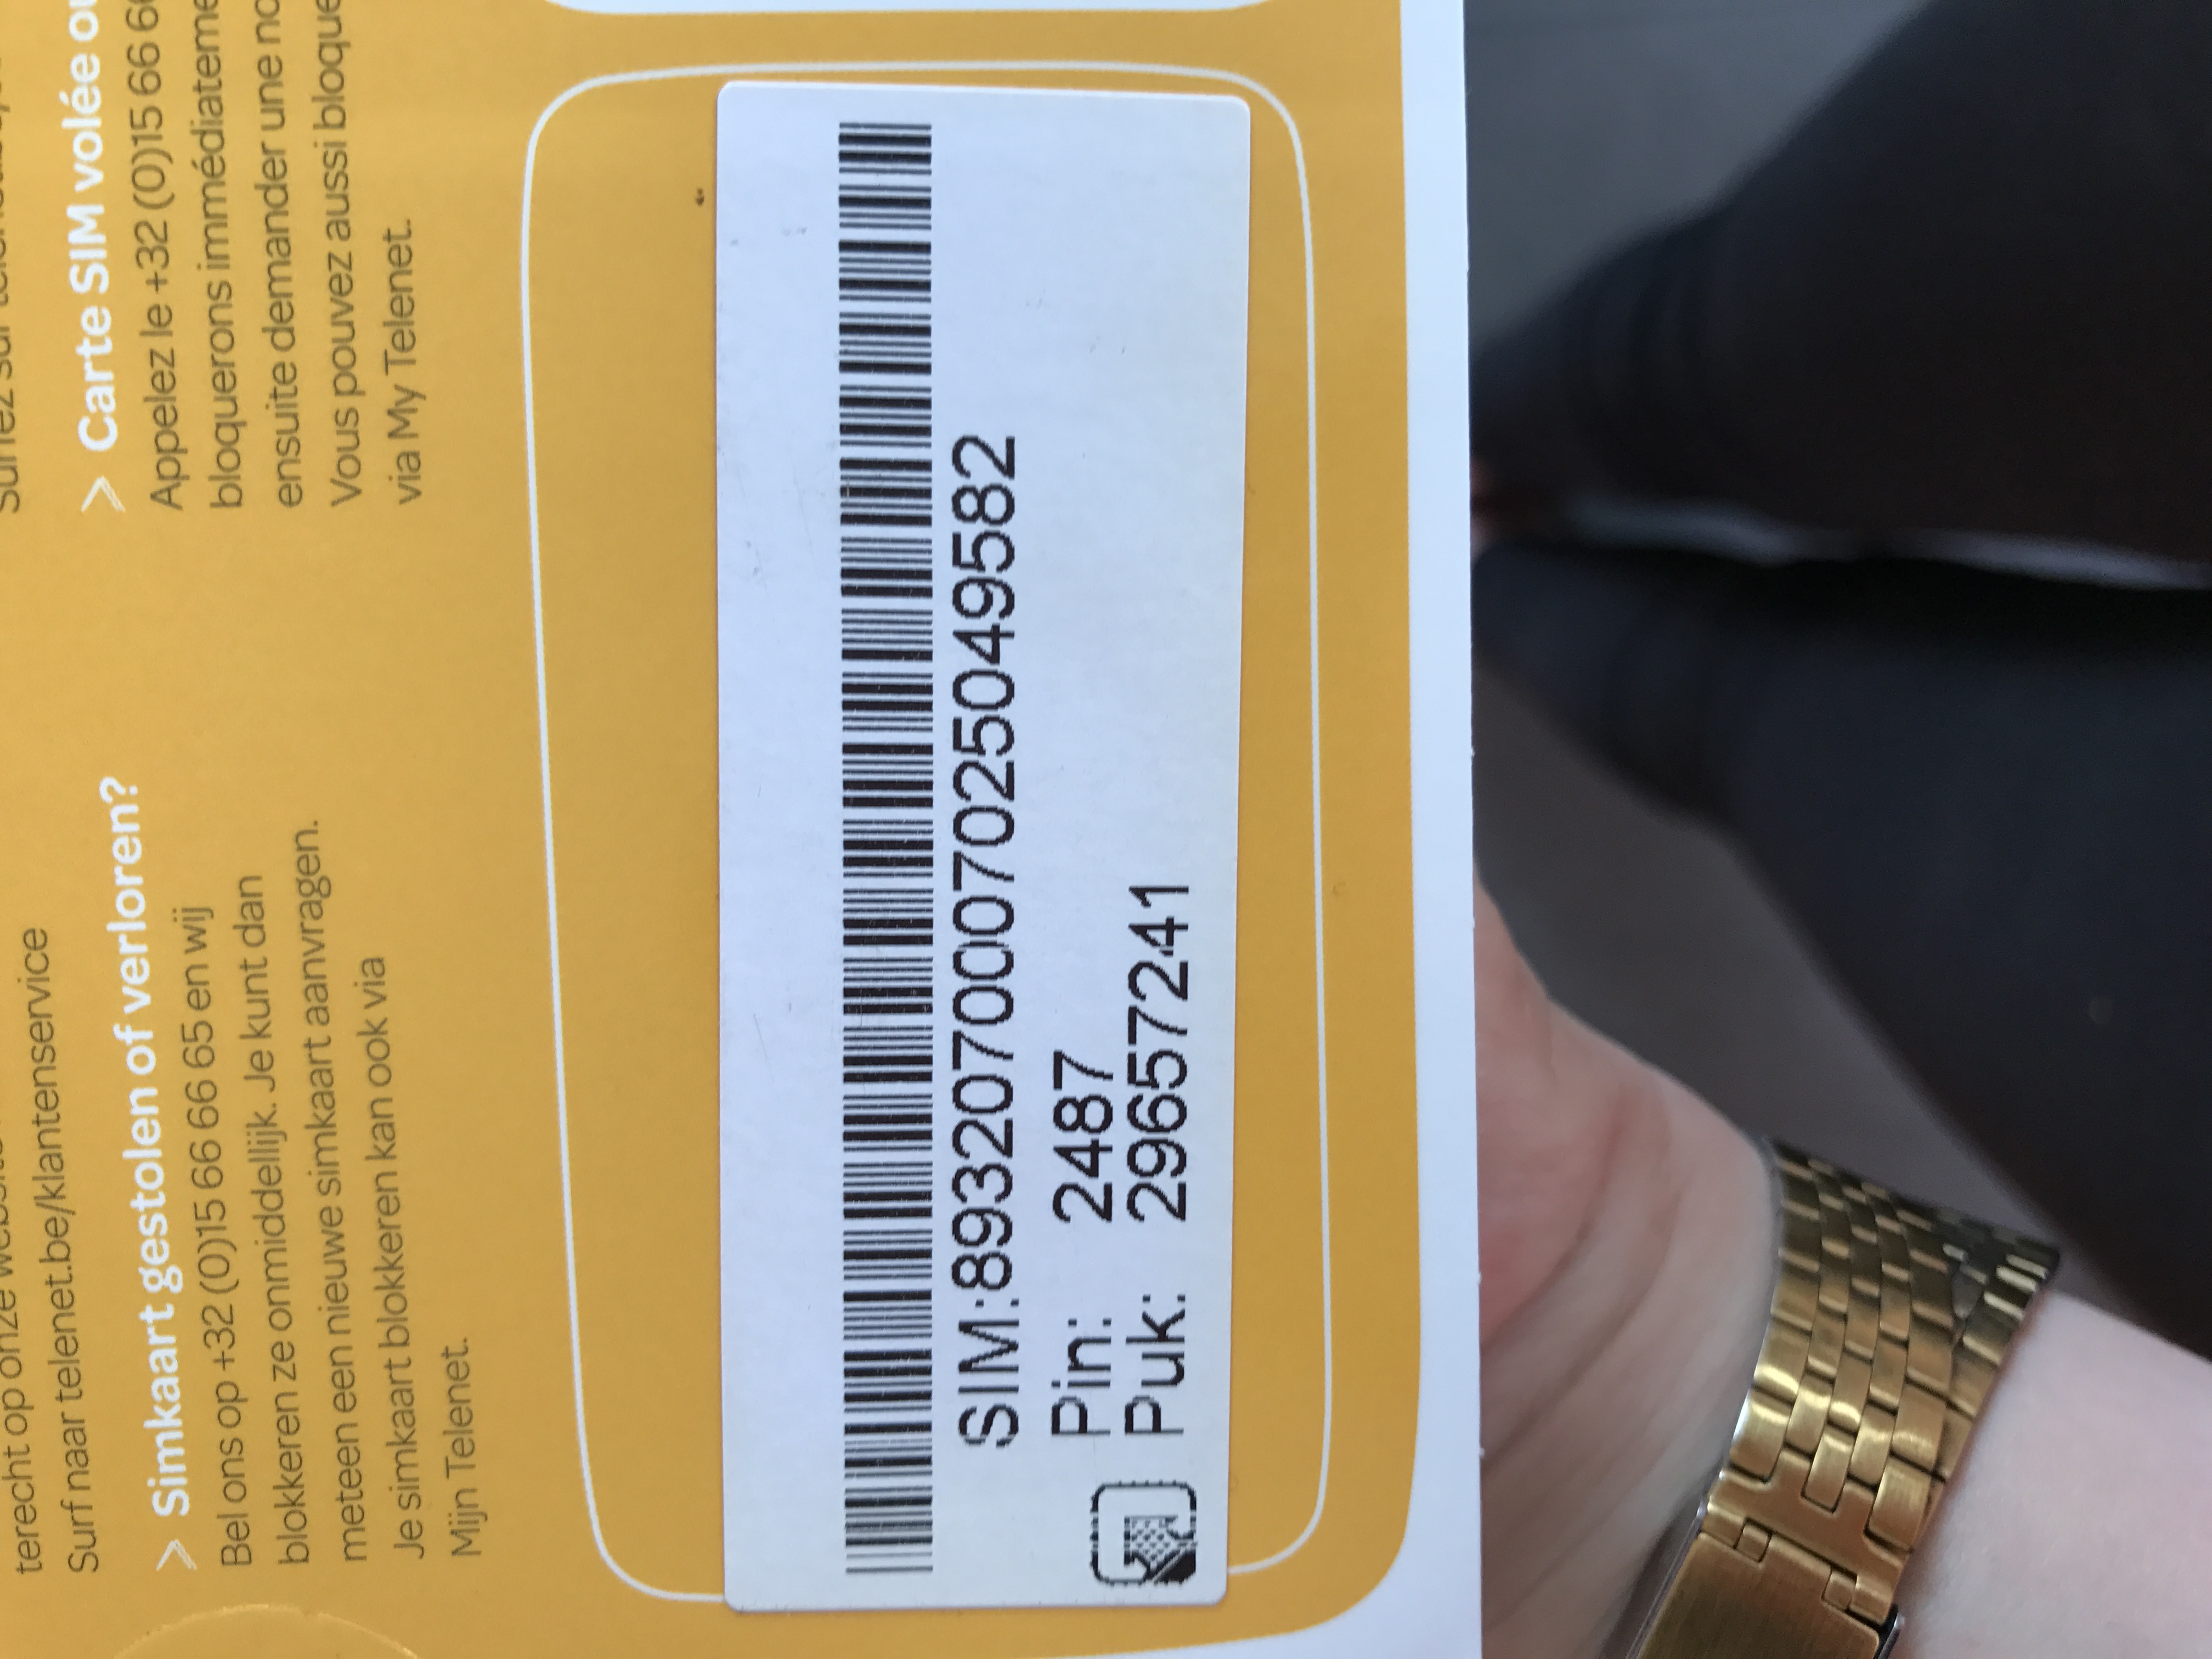 terecht op onze
Surf naar telenet.be/klantenservice
> Simkaart gestolen of verloren?
Bel ons op +32 (0)15 66 66 65 en wij
blokkeren ze onmiddellijk. Je kunt dan
meteen een nieuwe simkaart aanvragen.
Je simkaart blokkeren kan ook via
Mijn Telenet.
> Carte SIM volée
Appelez le +32 (0)15 66
bloquerons
ensuite demander une
Vous pouvez aussi
via My Telenet.
SIM:8932070007025049582
Pin: 2487
Puk: 29657241